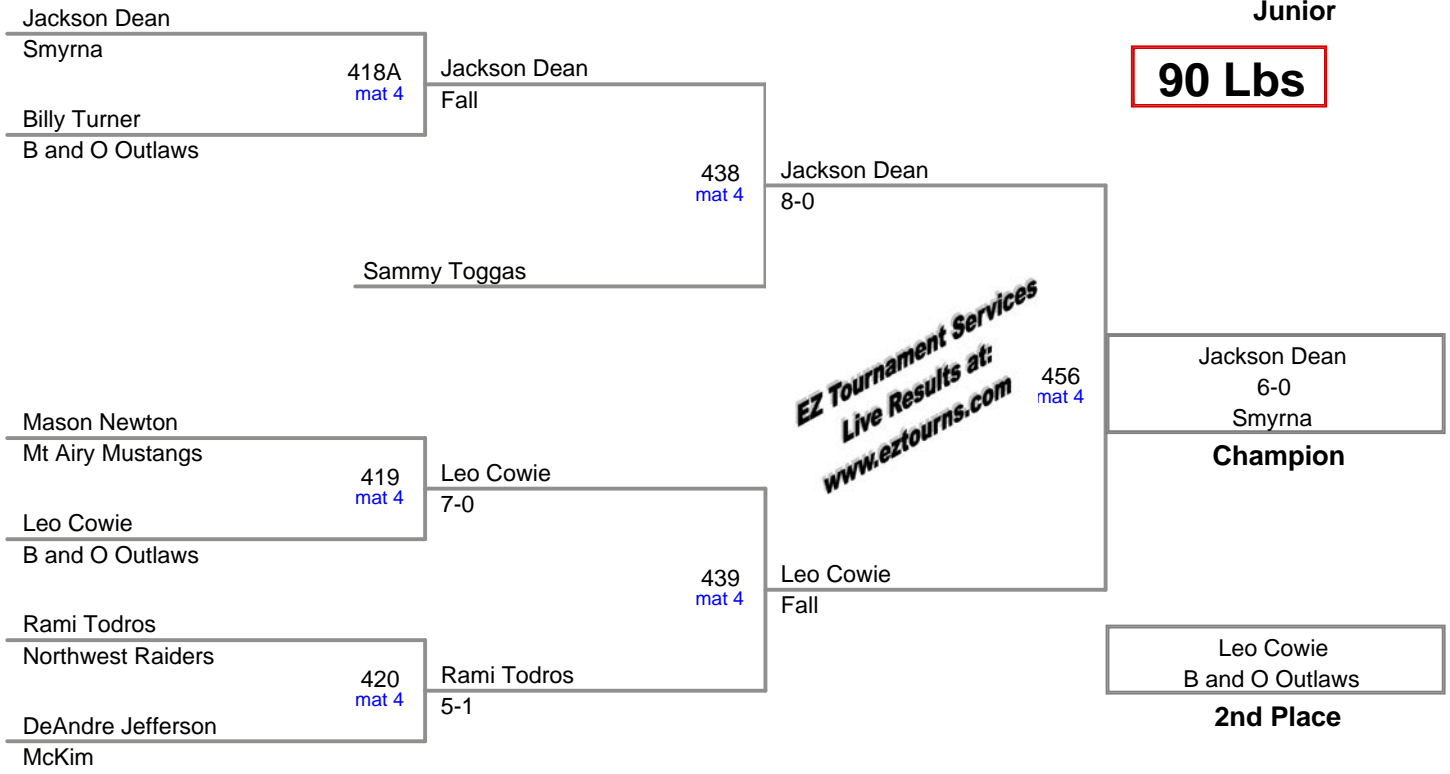 Junior
90 Lbs
Jackson Dean
Smyrna
418A
mat 4
Billy Turner
B and O Outlaws
Jackson Dean
Fall
438
mat 4
Sammy Toggas
Jackson Dean
8-0
Mason Newton
Mt Airy Mustangs
419
mat 4
Leo Cowie
B and O Outlaws
Leo Cowie
7-0
Rami Todros
Northwest Raiders
420
mat 4
DeAndre Jefferson
McKim
Rami Todros
5-1
439
mat 4
Leo Cowie
Fall
EZ Tournament Services
Live Results at:
www.eztourns.com
456
mat 4
Jackson Dean
6-0
Smyrna
Champion
Leo Cowie
B and O Outlaws
2nd Place